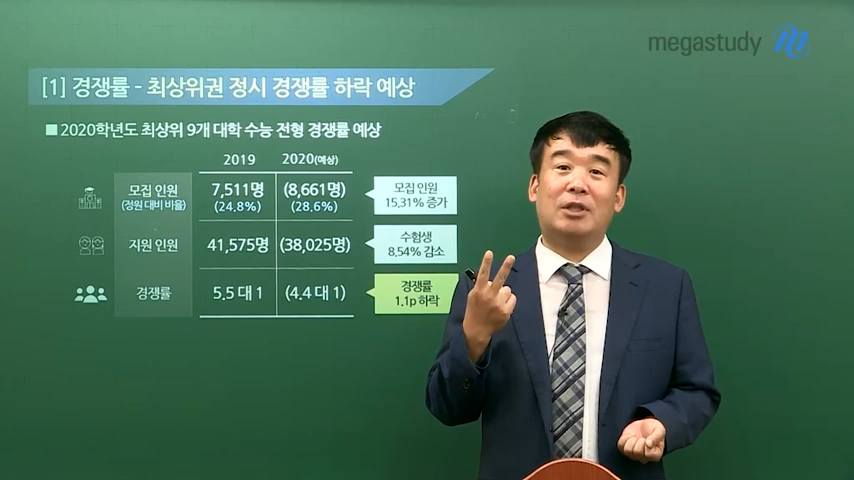 megastudy
[1] 경쟁률 - 최상위권 정시 경쟁률 하락 예상
■ 2020학년도 최상위 9개 대학 수능 전형 경쟁률 예상
2019 2020(예상)
모집 인원 7,511명 (8,661명) 모집 인원
(정원 대비 비율) (24.8%) (28.6%) 15.31% 증가
지원 인원 41,575명 (38,025명) 수험생
8.54% 감소
경쟁률 5.5 대 1 (4.4 대 1) 경쟁률
1.1p 하락